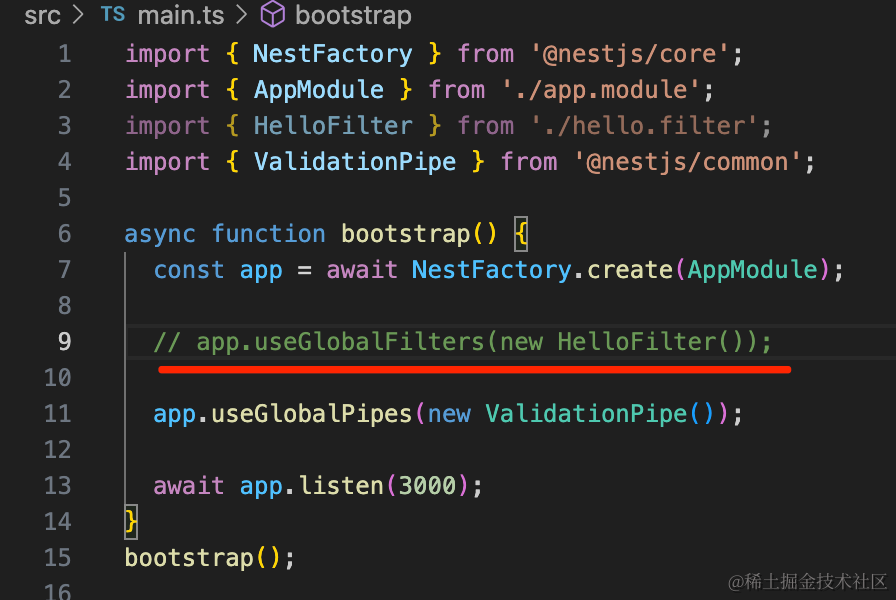 src > TS main.ts > bootstrap
1 import { NestFactory } from '@nestjs/core';
2 import { AppModule } from './app.module';
3 import { HelloFilter } from './hello.filter';
4 import { ValidationPipe } from '@nestjs/common';
5
6 async function bootstrap() {
7   const app = await NestFactory.create(AppModule);
8
9   // app.useGlobalFilters(new HelloFilter());
10
11   app.useGlobalPipes(new ValidationPipe());
12
13   await app.listen(3000);
14 }
15 bootstrap();
16
@稀土掘金技术社区